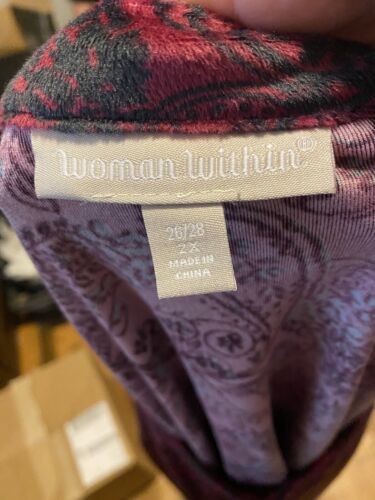 woman within®
26/28
2X
MADE IN
CHINA